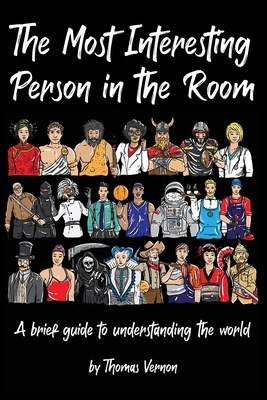 The Most Interesting
Person in the Room
A brief guide to understanding the world
by Thomas Vernon